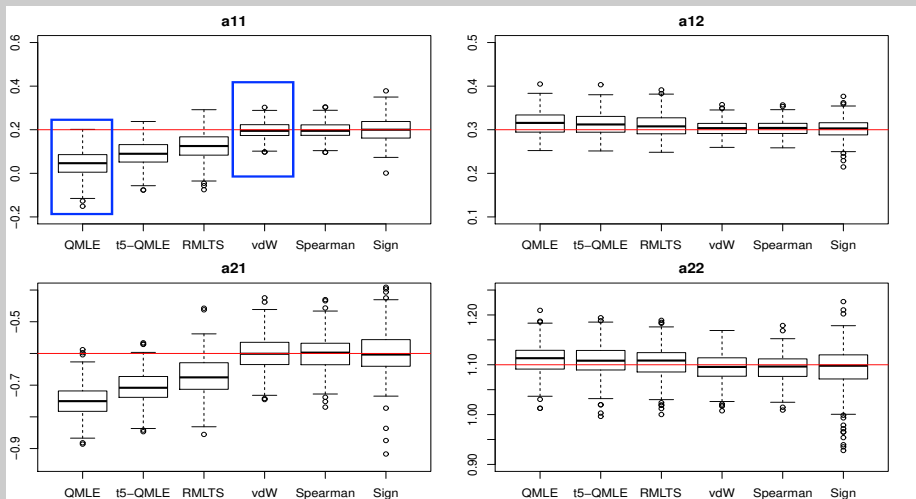 a11
0.6
0.4
0.2
0.0
−0.2
QMLE t5−QMLE RMLTS vdW Spearman Sign
a12
0.5
0.4
0.3
0.2
0.1
QMLE t5−QMLE RMLTS vdW Spearman Sign
a21
−0.5
−0.7
−0.9
QMLE t5−QMLE RMLTS vdW Spearman Sign
a22
1.20
1.10
1.00
0.90
QMLE t5−QMLE RMLTS vdW Spearman Sign